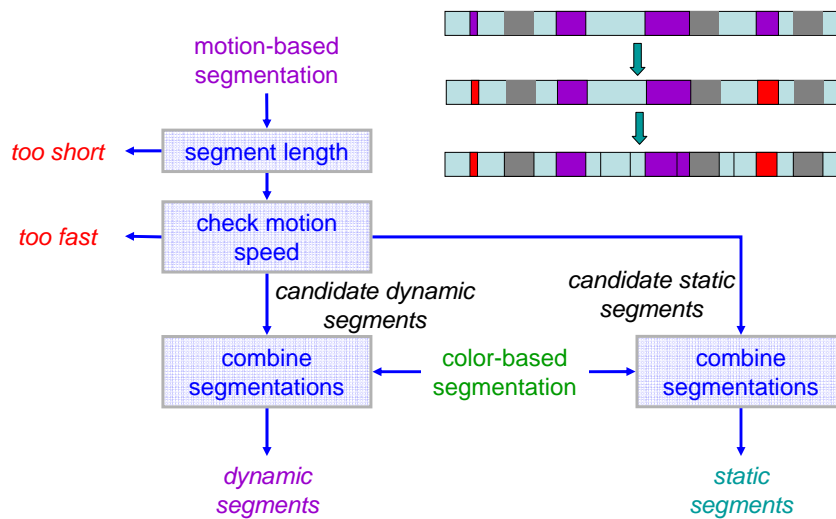 motion-based
segmentation
too short
segment length
too fast
check motion
speed
candidate dynamic
segments
candidate static
segments
combine
segmentations
color-based
segmentation
combine
segmentations
dynamic
segments
static
segments